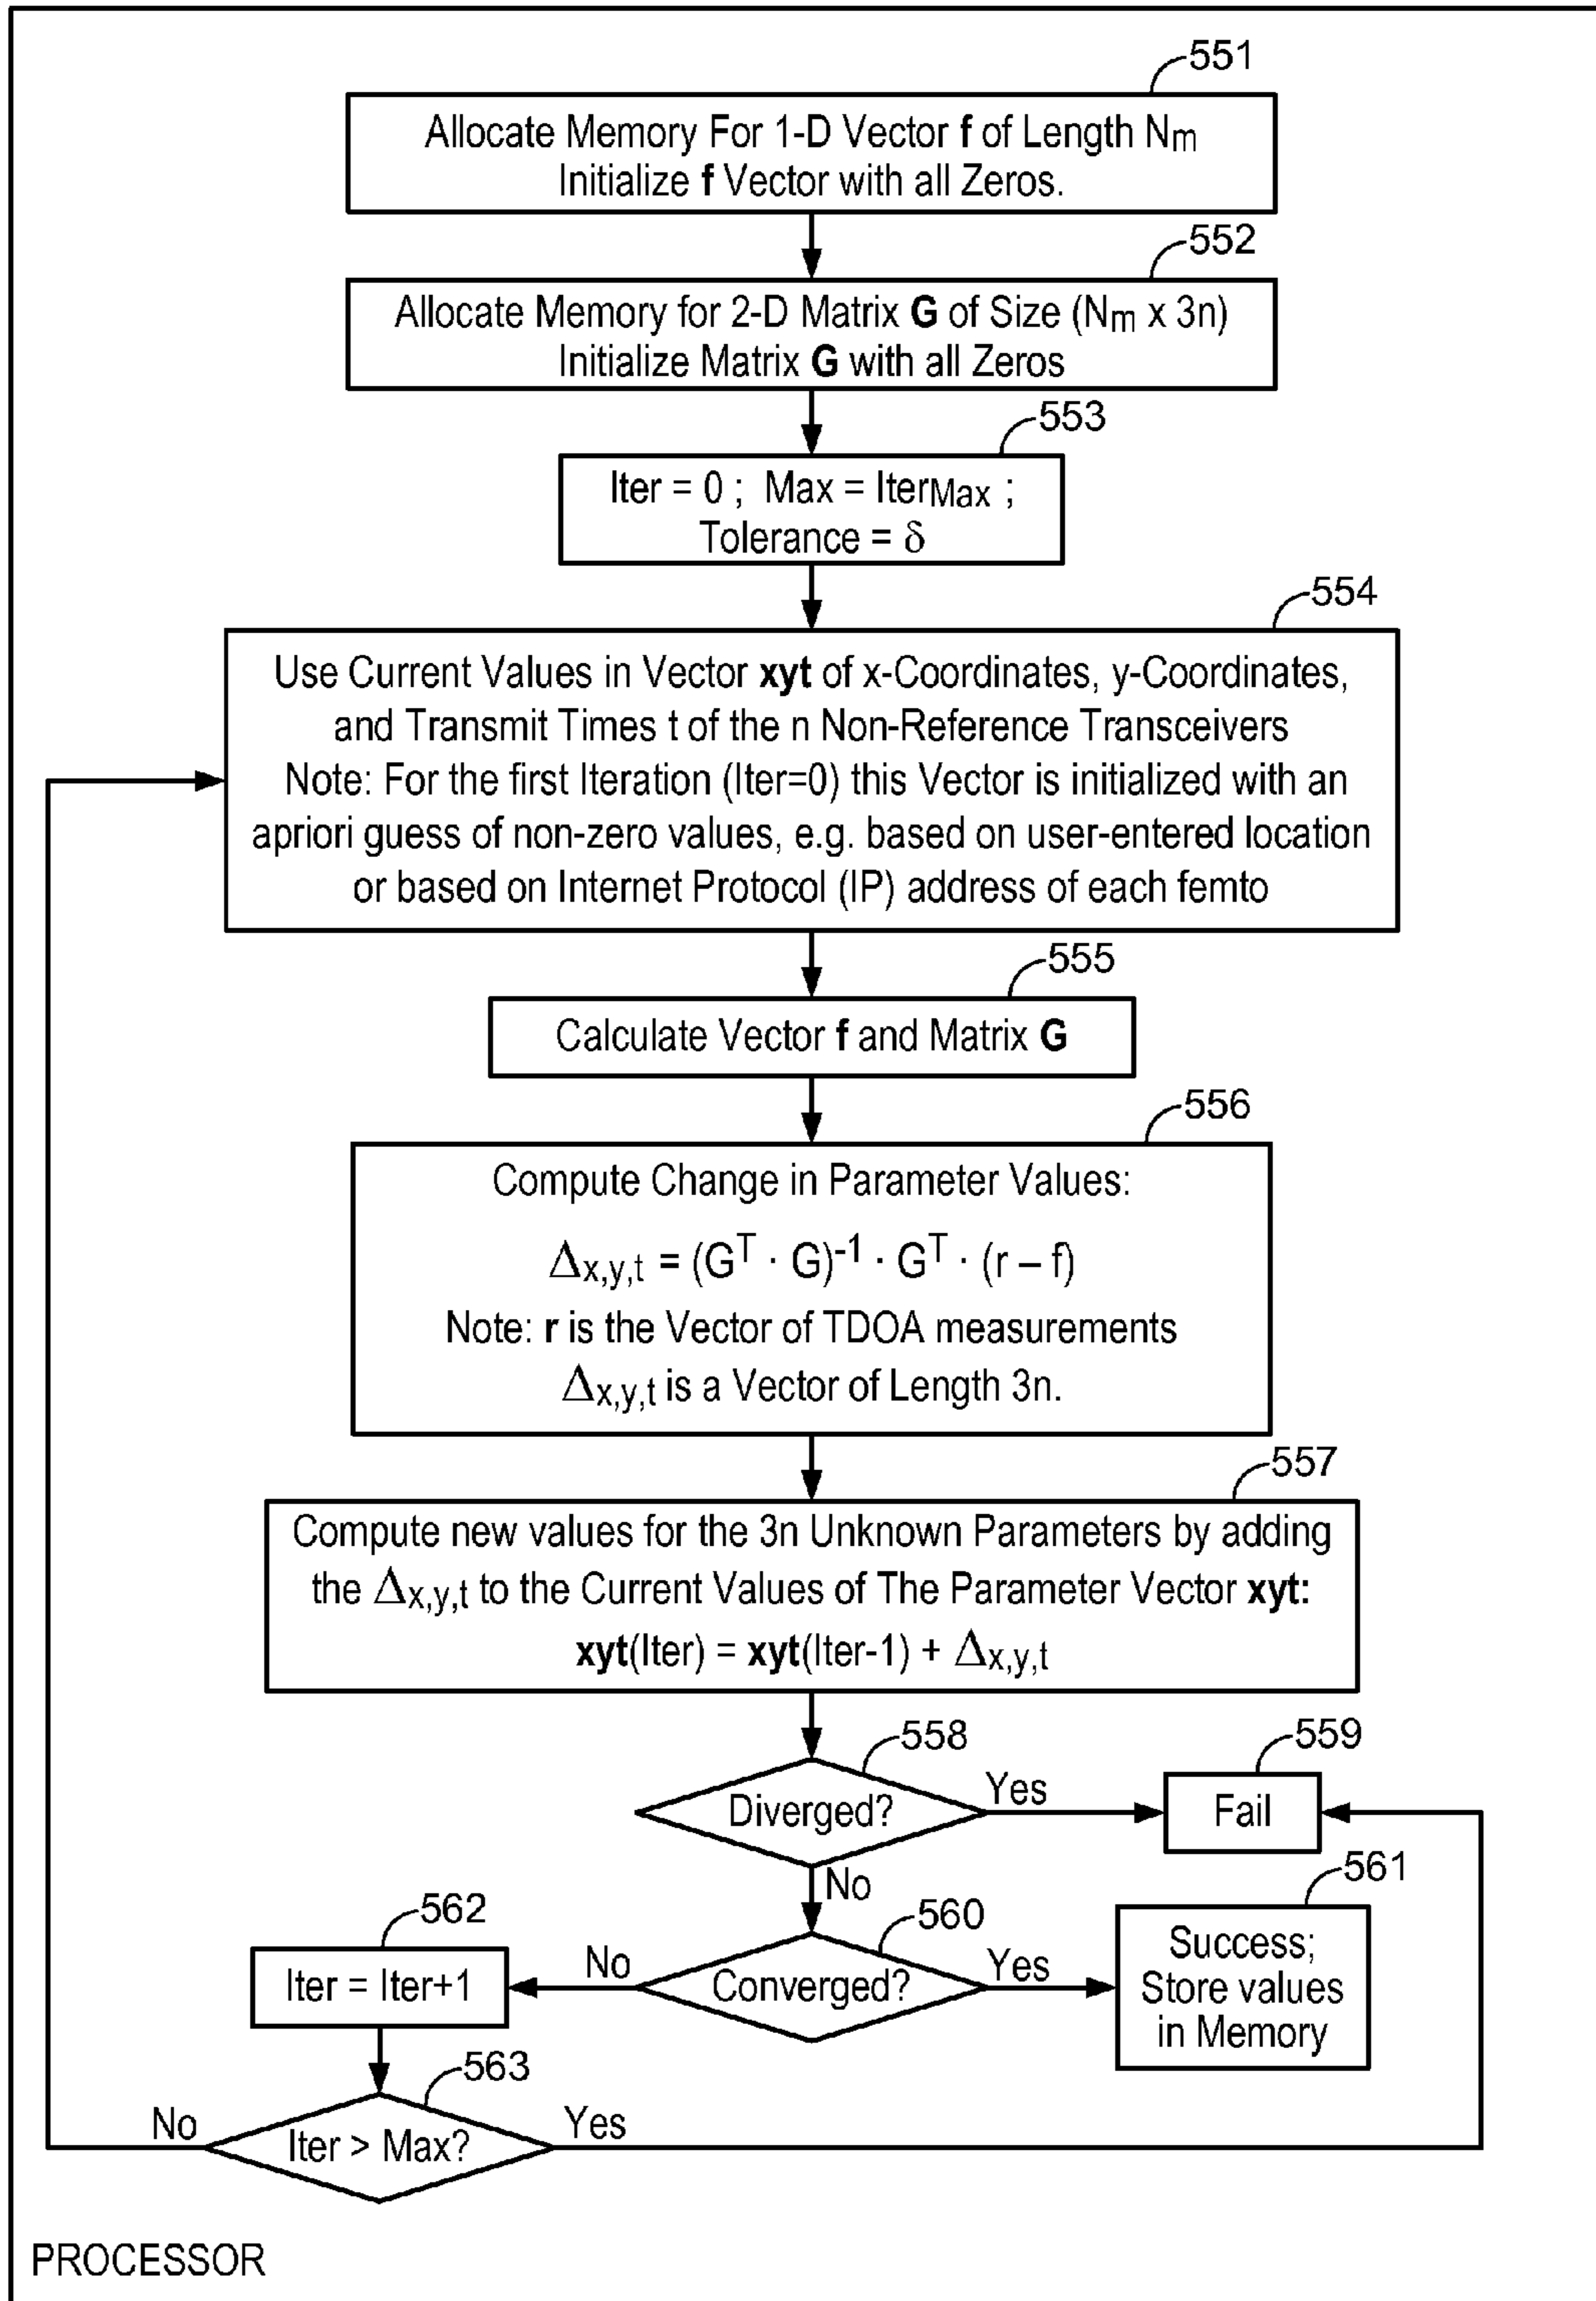 551
Allocate Memory For 1-D Vector f of Length Nm
Initialize f Vector with all Zeros.
552
Allocate Memory for 2-D Matrix G of Size (Nm x 3n)
Initialize Matrix G with all Zeros
553
Iter = 0 ; Max = IterMax ;
Tolerance = δ
554
Use Current Values in Vector xyt of x-Coordinates, y-Coordinates,
and Transmit Times t of the n Non-Reference Transceivers
Note: For the first Iteration (Iter=0) this Vector is initialized with an
apriori guess of non-zero values, e.g. based on user-entered location
or based on Internet Protocol (IP) address of each femto
555
Calculate Vector f and Matrix G
556
Compute Change in Parameter Values:
Δx,y,t = (G^T · G)^-1 · G^T · (r – f)
Note: r is the Vector of TDOA measurements
Δx,y,t is a Vector of Length 3n.
557
Compute new values for the 3n Unknown Parameters by adding
the Δx,y,t to the Current Values of The Parameter Vector xyt:
xyt(Iter) = xyt(Iter-1) + Δx,y,t
558
Diverged?
Yes
559
Fail
No
560
Converged?
Yes
561
Success;
Store values
in Memory
No
562
Iter = Iter+1
563
Iter > Max?
No
Yes
PROCESSOR